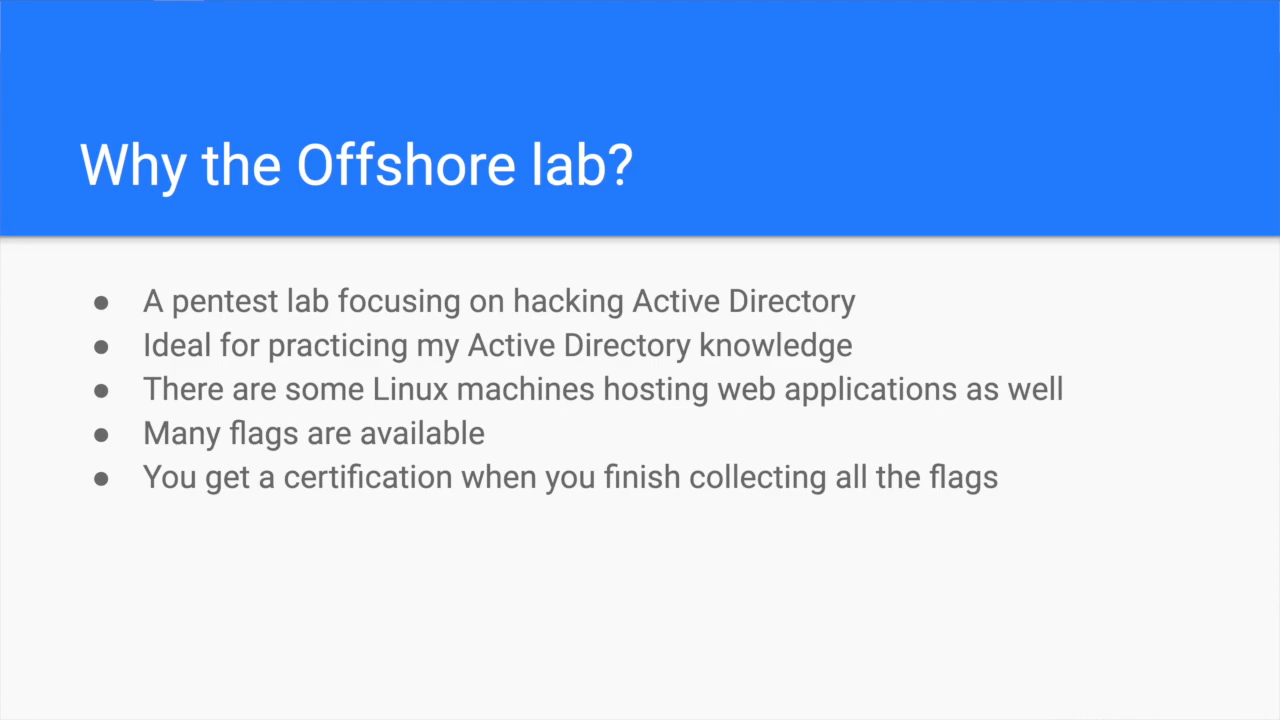 Why the Offshore lab?
● A pentest lab focusing on hacking Active Directory
● Ideal for practicing my Active Directory knowledge
● There are some Linux machines hosting web applications as well
● Many flags are available
● You get a certification when you finish collecting all the flags